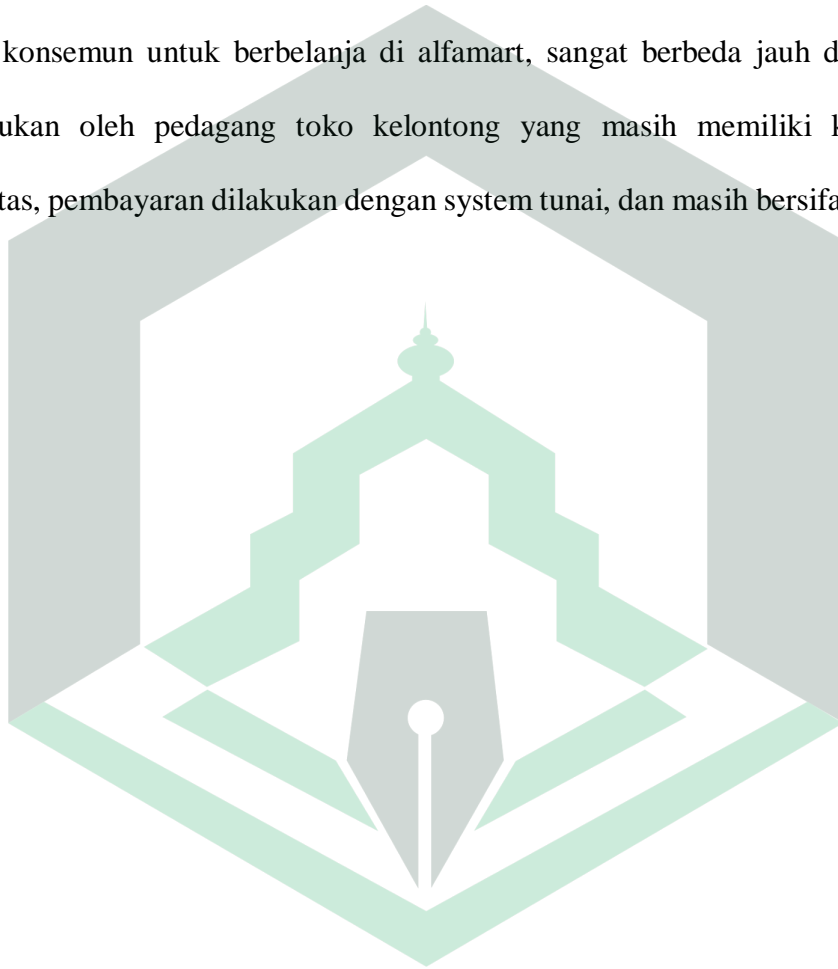 konsemun untuk berbelanja di alfamart, sangat berbeda jauh d
ukan oleh pedagang toko kelontong yang masih memiliki k
tas, pembayaran dilakukan dengan system tunai, dan masih bersifa